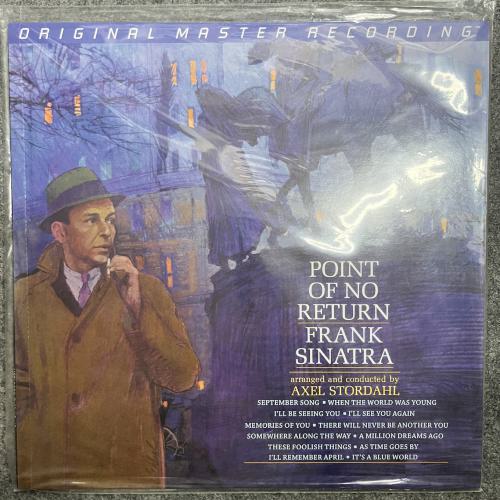 ORIGINAL MASTER RECORDING
POINT
OF NO
RETURN
FRANK
SINATRA
arranged and conducted by
AXEL STORDAHL
SEPTEMBER SONG • WHEN THE WORLD WAS YOUNG
I'LL BE SEEING YOU • I'LL SEE YOU AGAIN
MEMORIES OF YOU • THERE WILL NEVER BE ANOTHER YOU
SOMEWHERE ALONG THE WAY • A MILLION DREAMS AGO
THESE FOOLISH THINGS • AS TIME GOES BY
I'LL REMEMBER APRIL • IT'S A BLUE WORLD